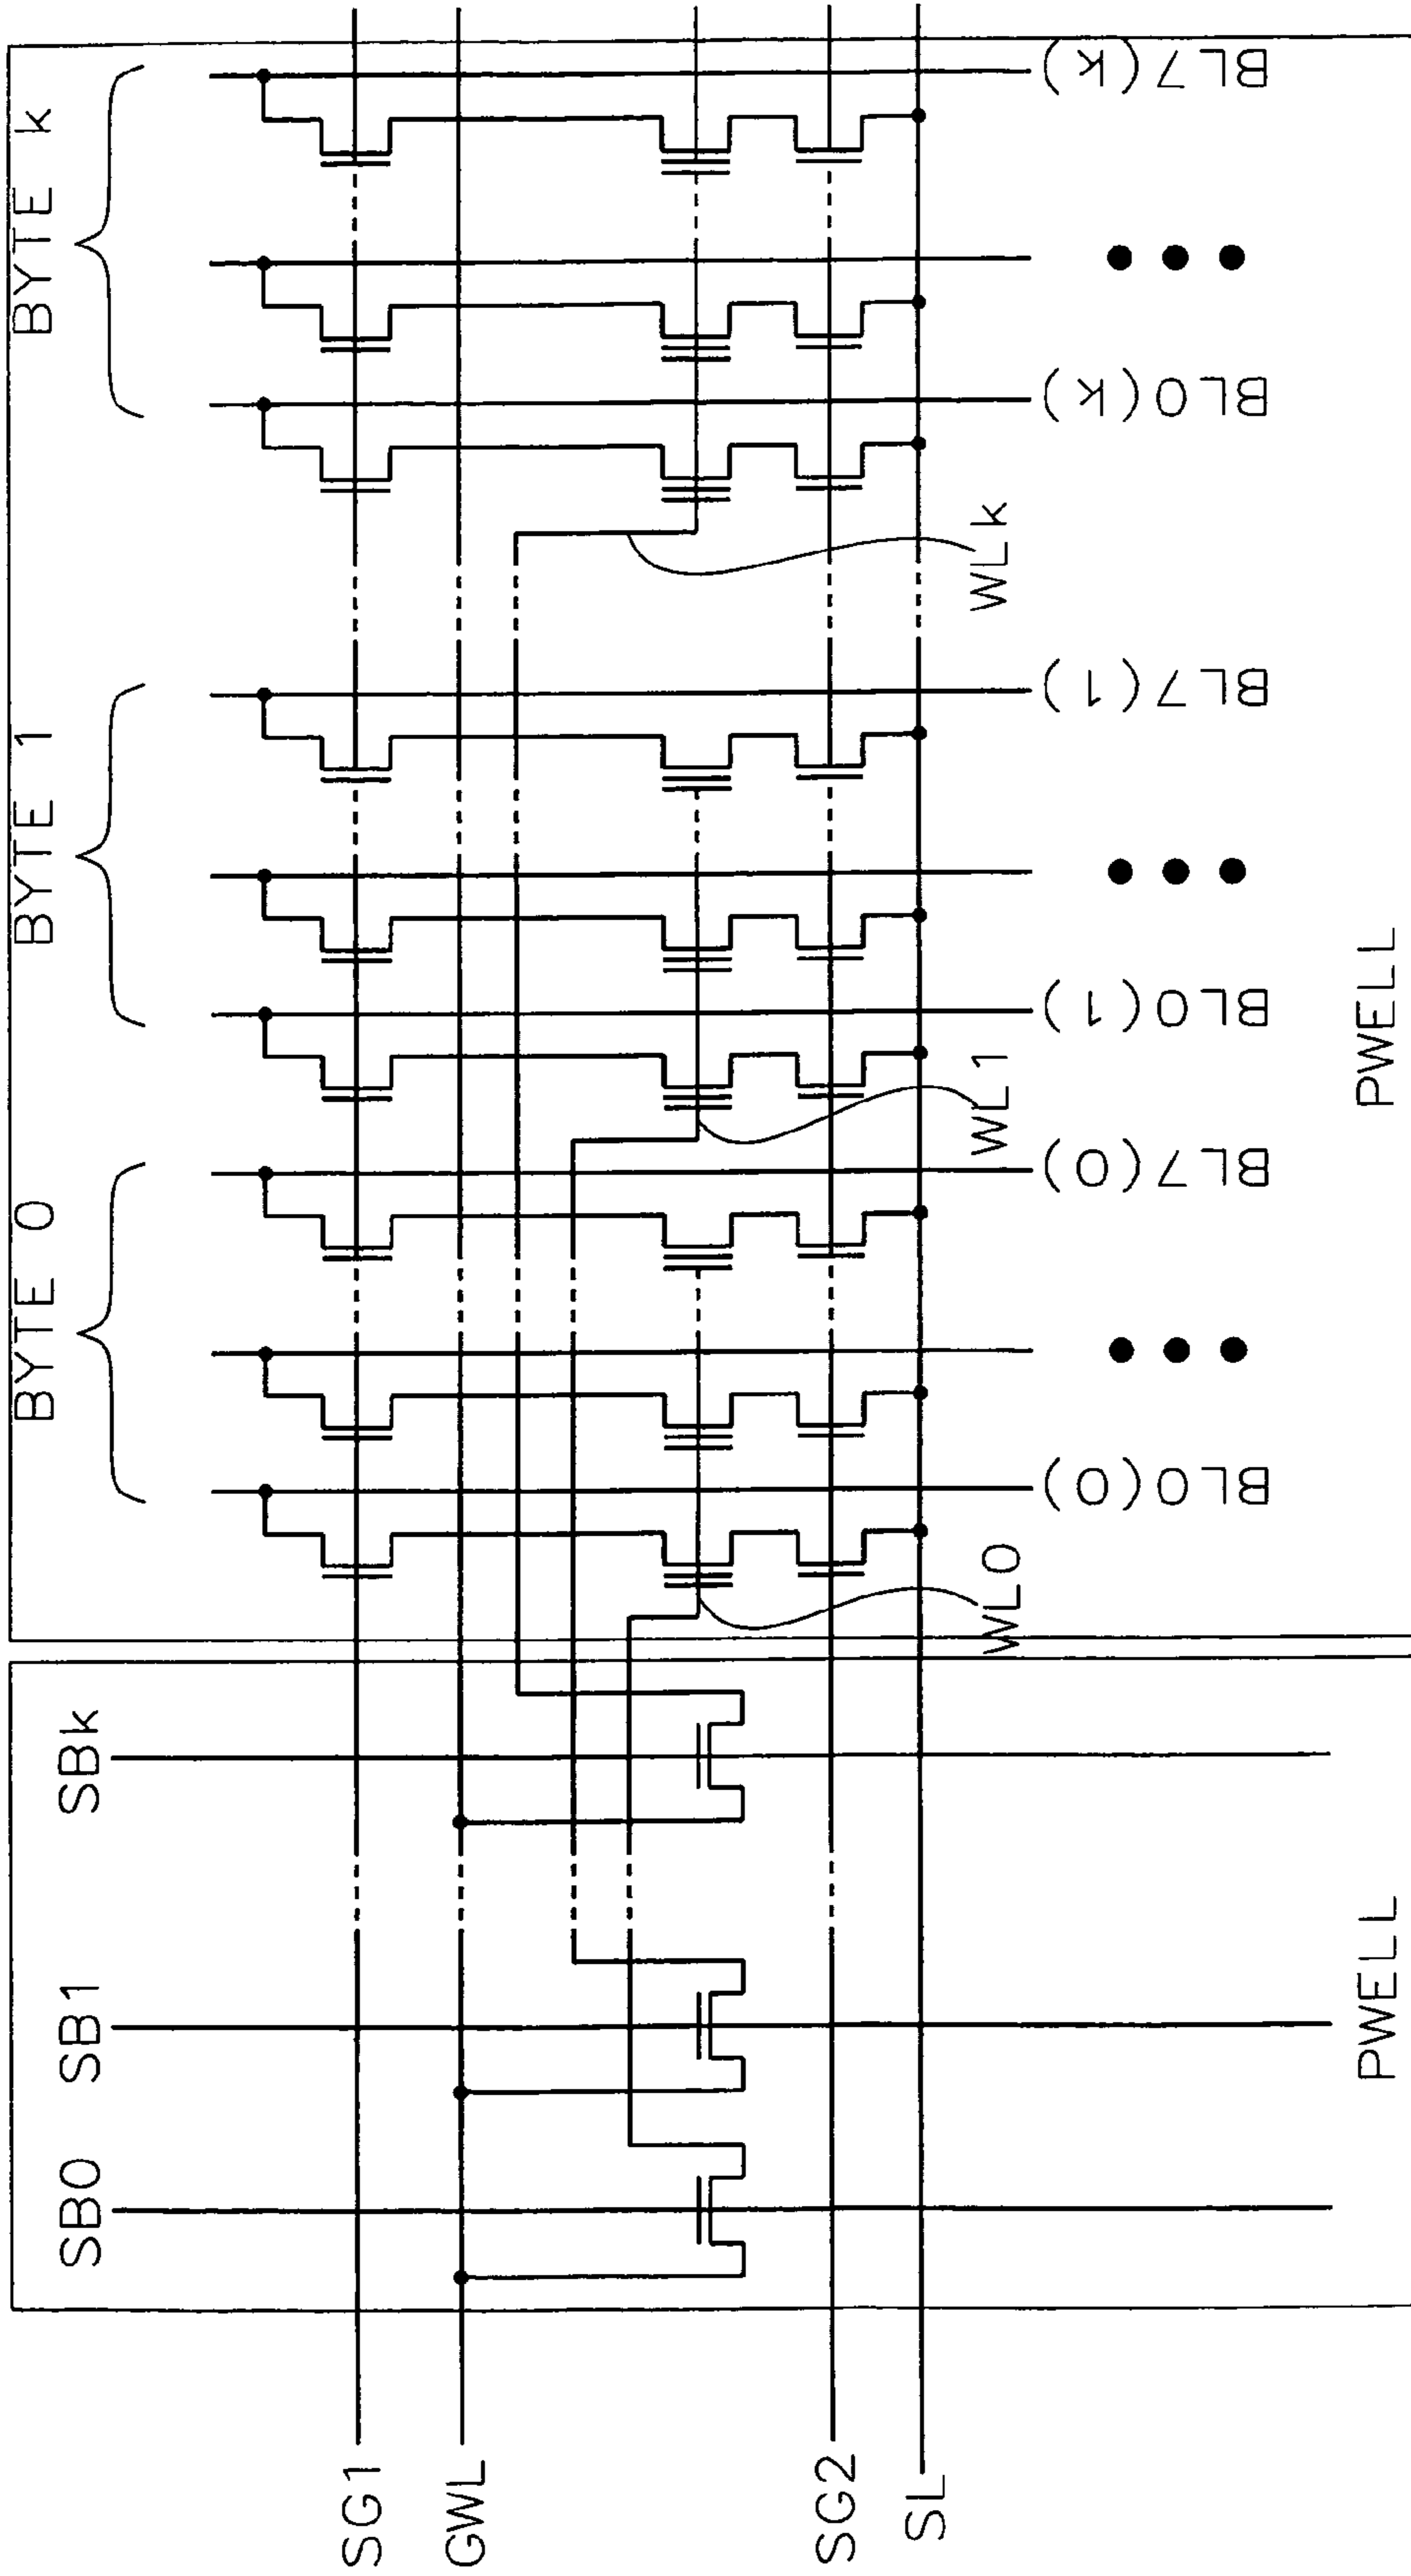 BYTE 0
BYTE 1
BYTE k
SB0
SB1
SBk
SG1
GWL
SG2
SL
WL0
WL1
WLk
BL0(0)
BL7(0)
BL0(1)
BL7(1)
BL0(k)
BL7(k)
PWELL
PWELL